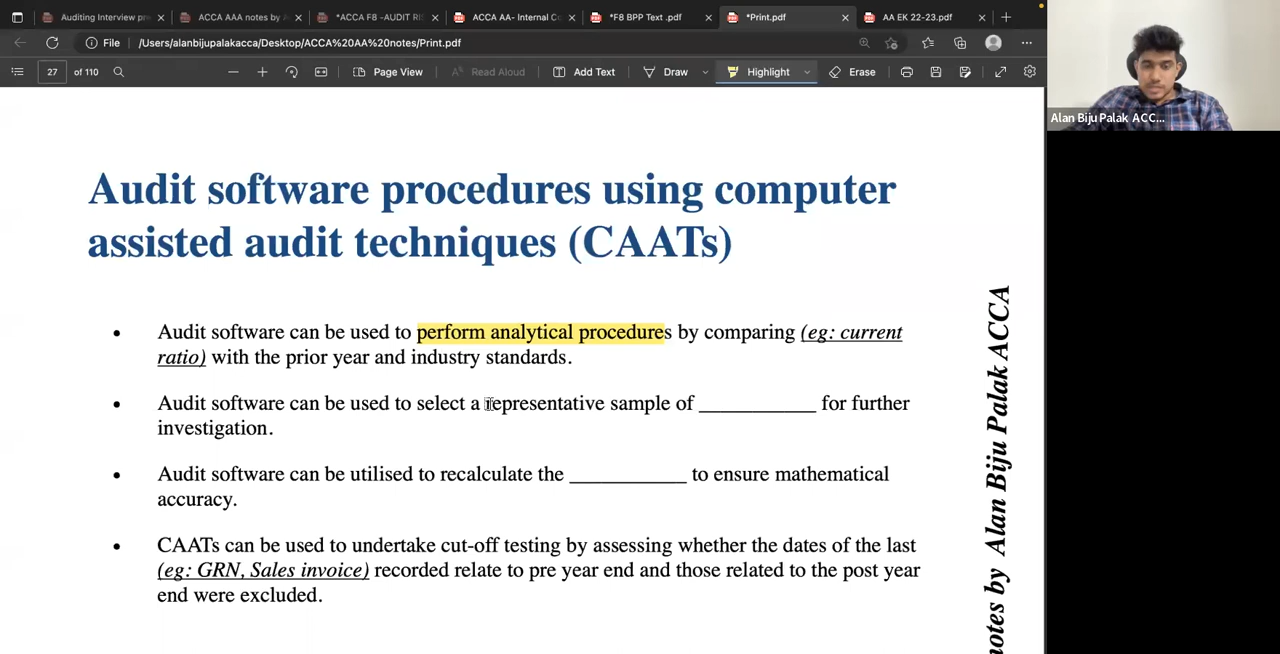 Auditing Interview pr
ACCA AAA notes by A
*ACCA F8 -AUDIT RI
ACCA AA- Internal Co
*F8 BPP Text .pdf
*Print.pdf
AA EK 22-23.pdf
File /Users/alanbijupalakacca/Desktop/ACCA%20AA%20notes/Print.pdf
27 of 110 Page View Read Aloud Add Text Draw Highlight Erase
Alan Biju Palak ACC...
Audit software procedures using computer
assisted audit techniques (CAATs)
• Audit software can be used to perform analytical procedures by comparing (eg: current
ratio) with the prior year and industry standards.
• Audit software can be used to select a representative sample of ___________ for further
investigation.
• Audit software can be utilised to recalculate the ___________ to ensure mathematical
accuracy.
• CAATs can be used to undertake cut-off testing by assessing whether the dates of the last
(eg: GRN, Sales invoice) recorded relate to pre year end and those related to the post year
end were excluded.
notes by Alan Biju Palak ACCA